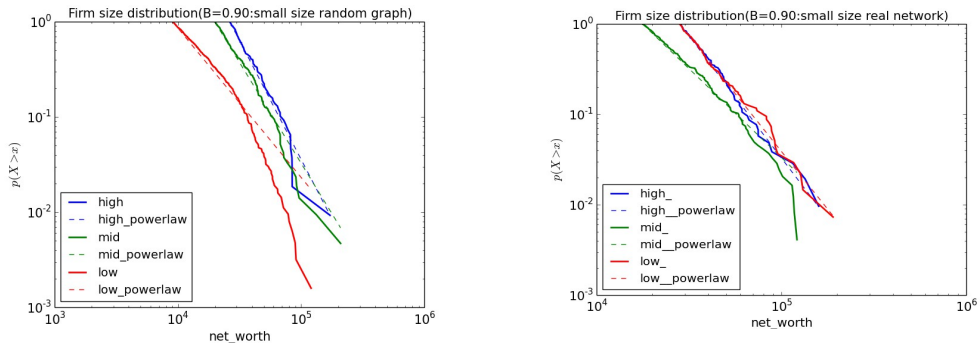 Firm size distribution(B=0.90:small size random graph)
10^0
10^-1
10^-2
10^-3
p(X>x)
high
high_powerlaw
mid
mid_powerlaw
low
low_powerlaw
10^3
10^4
10^5
10^6
net_worth
Firm size distribution(B=0.90:small size real network)
10^0
10^-1
10^-2
10^-3
p(X>x)
high_
high__powerlaw
mid_
mid__powerlaw
low_
low__powerlaw
10^4
10^5
10^6
net_worth